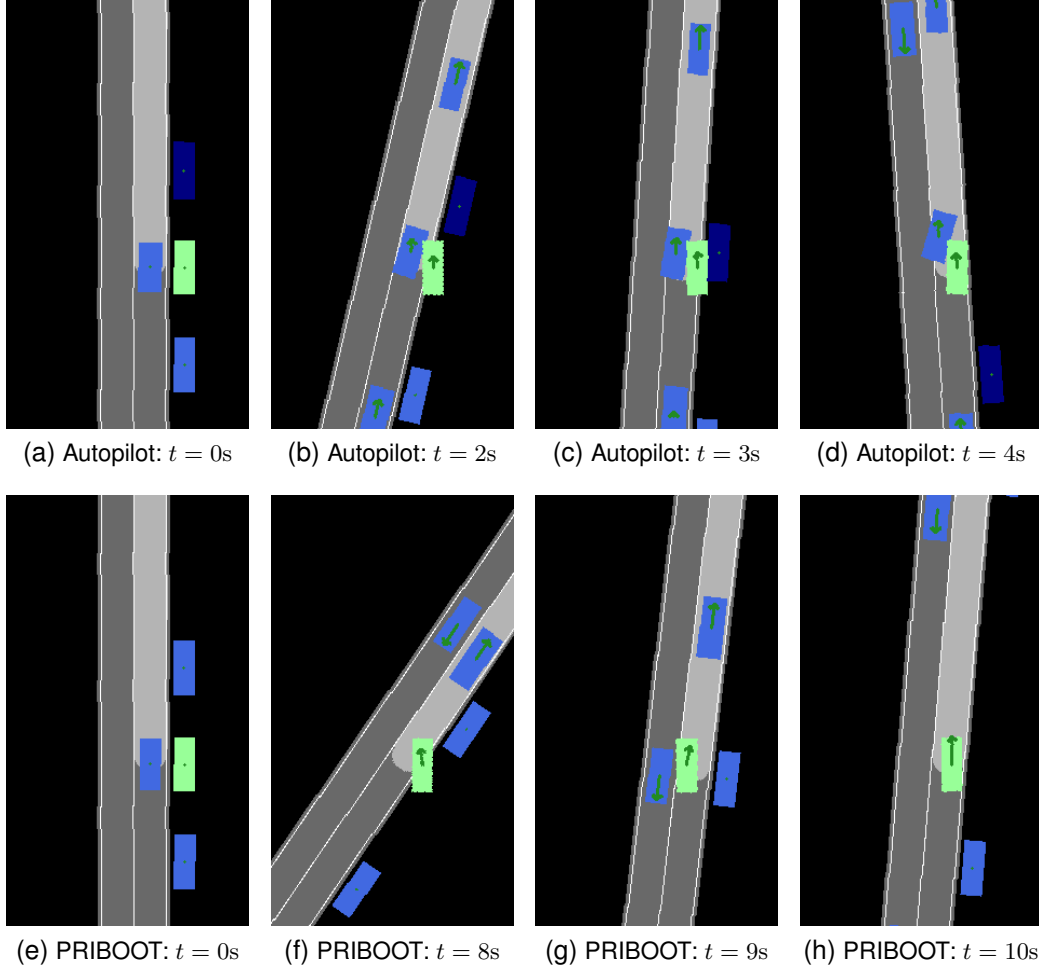 (a) Autopilot: t = 0s
(b) Autopilot: t = 2s
(c) Autopilot: t = 3s
(d) Autopilot: t = 4s
(e) PRIBOOT: t = 0s
(f) PRIBOOT: t = 8s
(g) PRIBOOT: t = 9s
(h) PRIBOOT: t = 10s